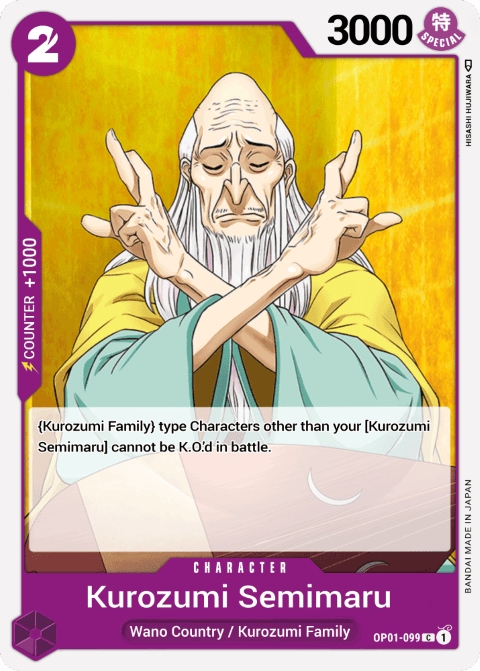 2
3000
特
SPECIAL
HISASHI HUJIWARA
COUNTER +1000
{Kurozumi Family} type Characters other than your [Kurozumi
Semimaru] cannot be K.O.'d in battle.
BANDAI MADE IN JAPAN
CHARACTER
Kurozumi Semimaru
Wano Country / Kurozumi Family
OP01-099 C 1